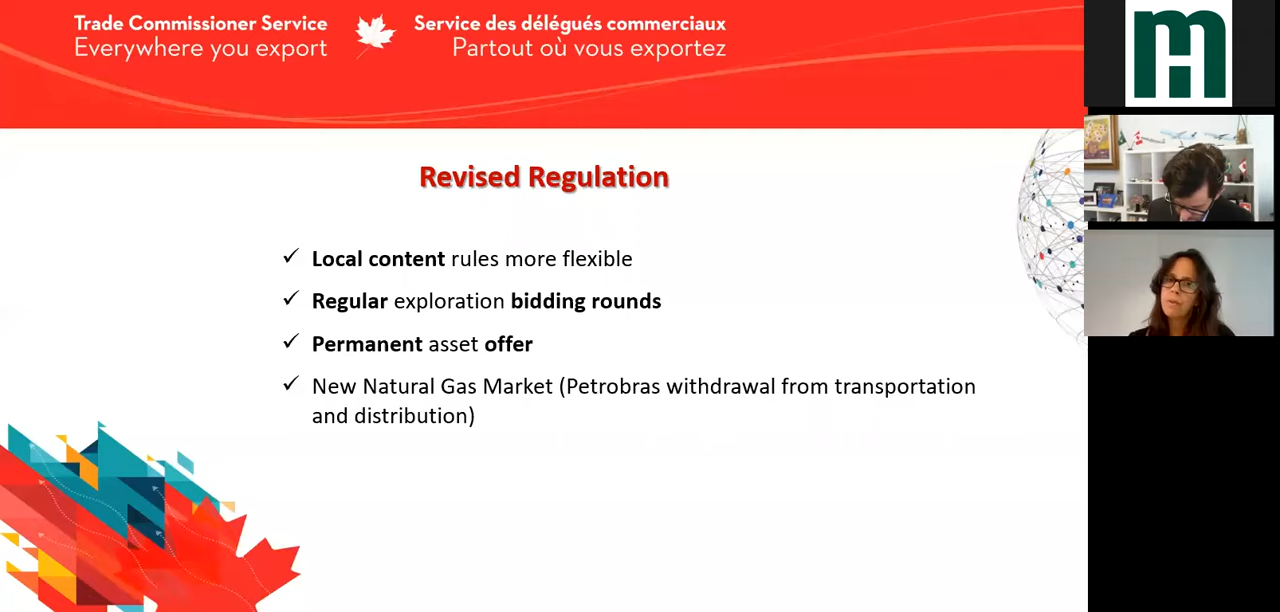 Trade Commissioner Service
Everywhere you export
Service des délégués commerciaux
Partout où vous exportez
Revised Regulation
✓ Local content rules more flexible
✓ Regular exploration bidding rounds
✓ Permanent asset offer
✓ New Natural Gas Market (Petrobras withdrawal from transportation
and distribution)